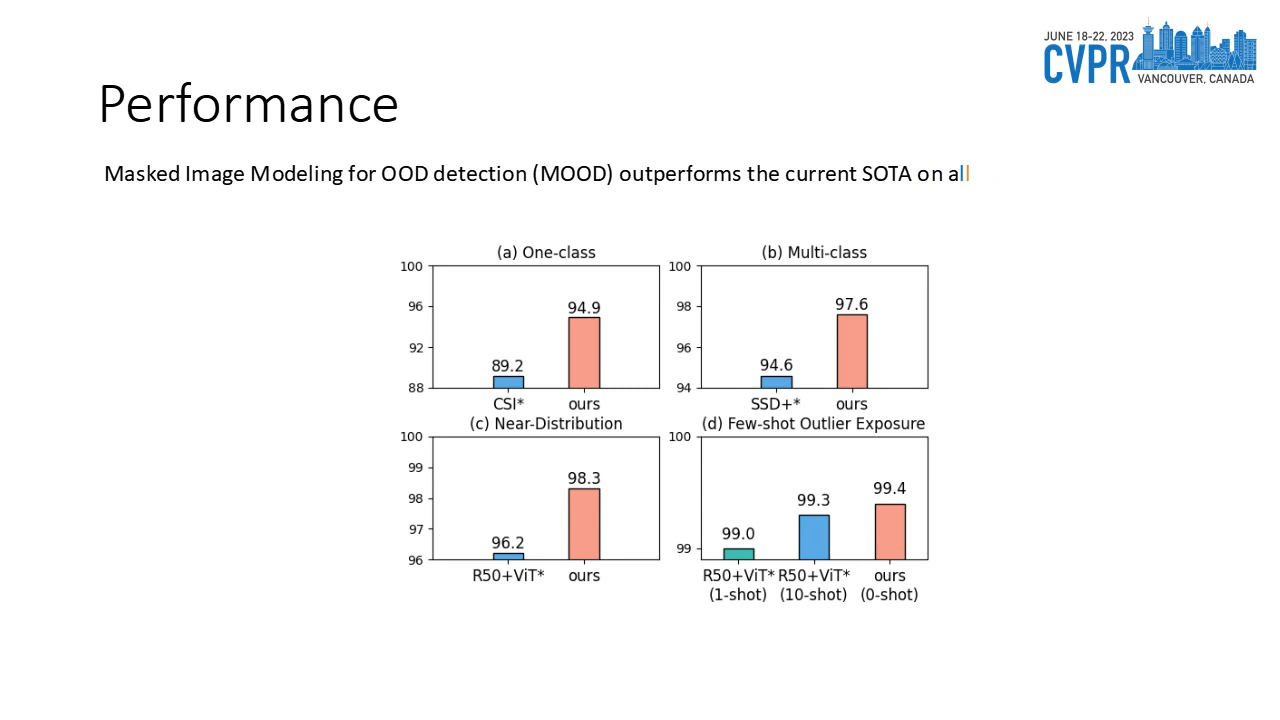 JUNE 18-22, 2023
CVPR
VANCOUVER, CANADA
Performance
Masked Image Modeling for OOD detection (MOOD) outperforms the current SOTA on all
(a) One-class
100
96
92
88
89.2
94.9
CSI*
ours
(b) Multi-class
100
98
96
94
94.6
97.6
SSD+*
ours
(c) Near-Distribution
100
99
98
97
96
96.2
98.3
R50+ViT*
ours
(d) Few-shot Outlier Exposure
100
99
99.0
99.3
99.4
R50+ViT* R50+ViT* ours
(1-shot) (10-shot) (0-shot)